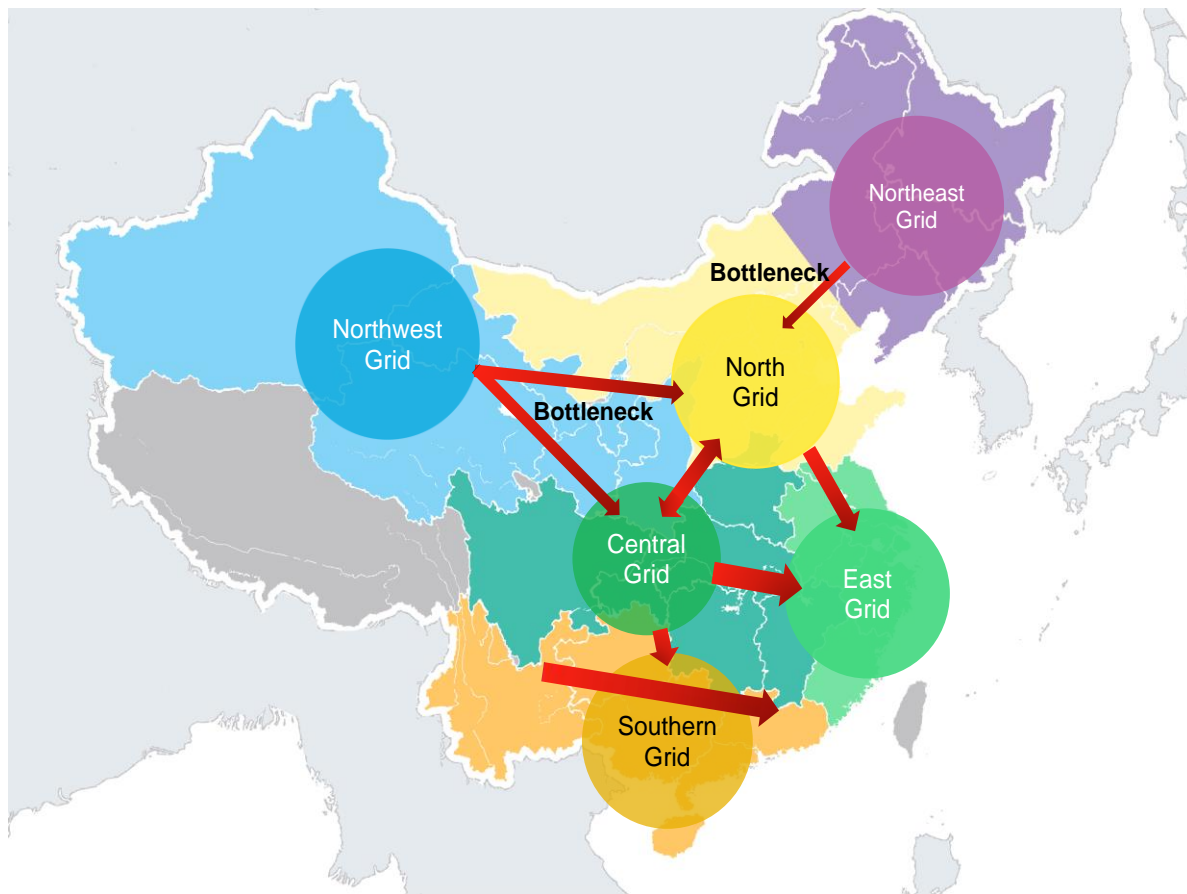 Northeast
Grid
Bottleneck
Northwest
Grid
North
Grid
Bottleneck
Central
Grid
East
Grid
Southern
Grid